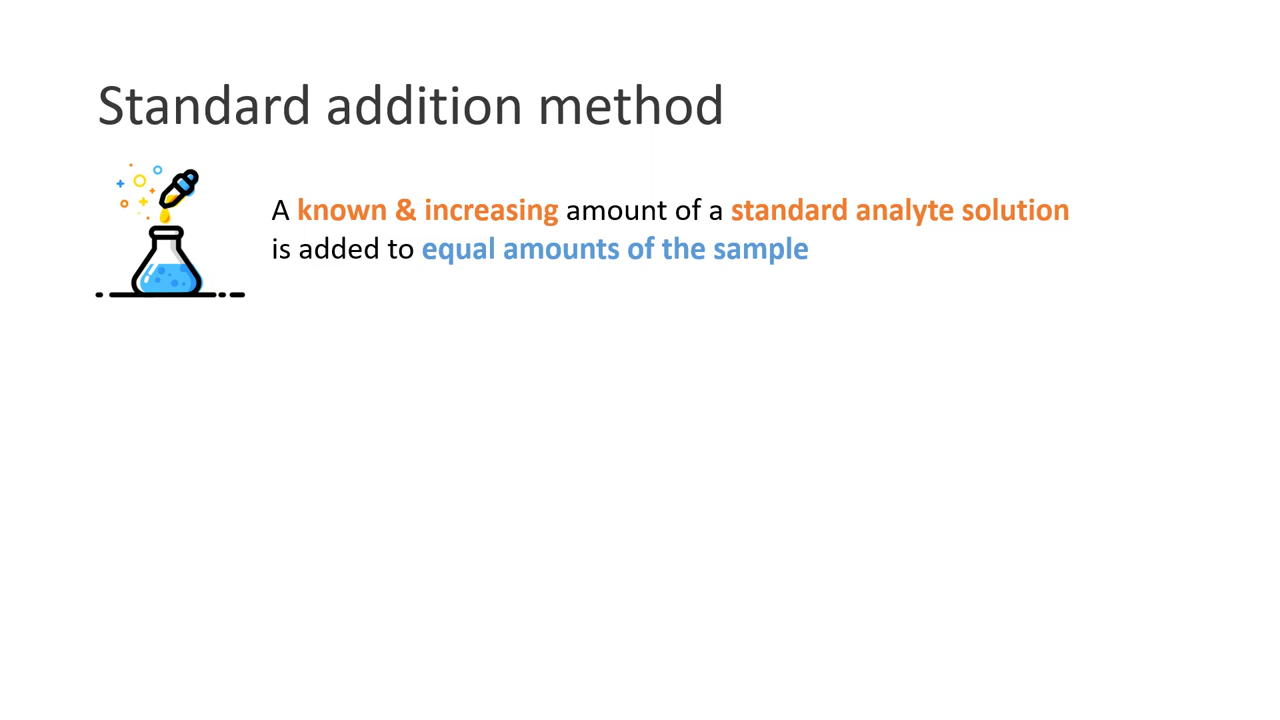 Standard addition method
A known & increasing amount of a standard analyte solution
is added to equal amounts of the sample